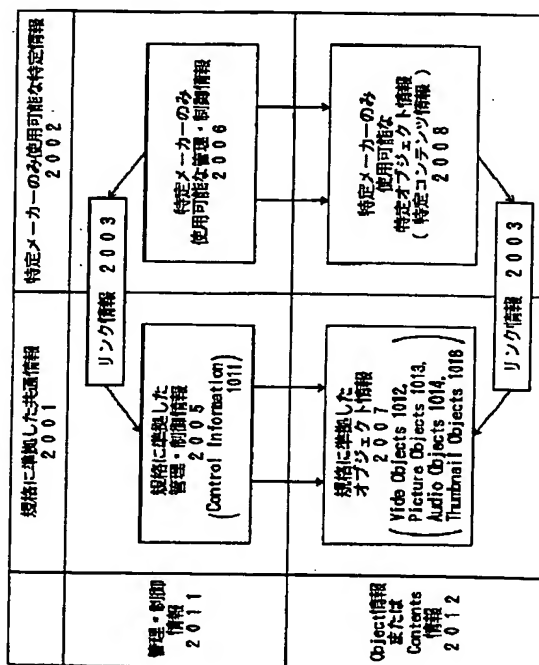 規格に準拠した共通情報
2001
特定メーカーのみ使用可能な特定情報
2002
リンク情報 2003
管理・制御
情報
2011
規格に準拠した
管理・制御情報
2005
(Control Information
1011)
特定メーカーのみ
使用可能な管理・制御情報
2006
Object情報
または
Contents
情報
2012
規格に準拠した
オブジェクト情報
2007
(Vide Objects 1012,
Picture Objects 1013,
Audio Objects 1014,
Thumbnail Objects 1016)
特定メーカーのみ
使用可能な
特定オブジェクト情報
(特定コンテンツ情報)
2008
リンク情報 2003